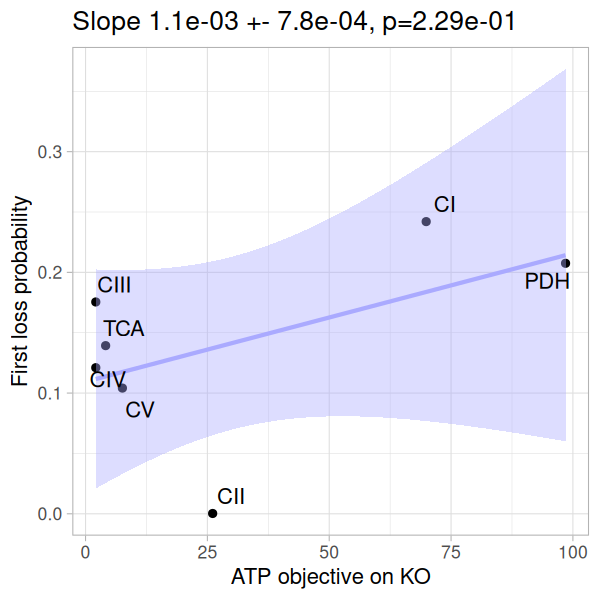 Slope 1.1e-03 +- 7.8e-04, p=2.29e-01
First loss probability
0.3
0.2
0.1
0.0
CI
CIII
PDH
TCA
CIV
CV
CII
0
25
50
75
100
ATP objective on KO